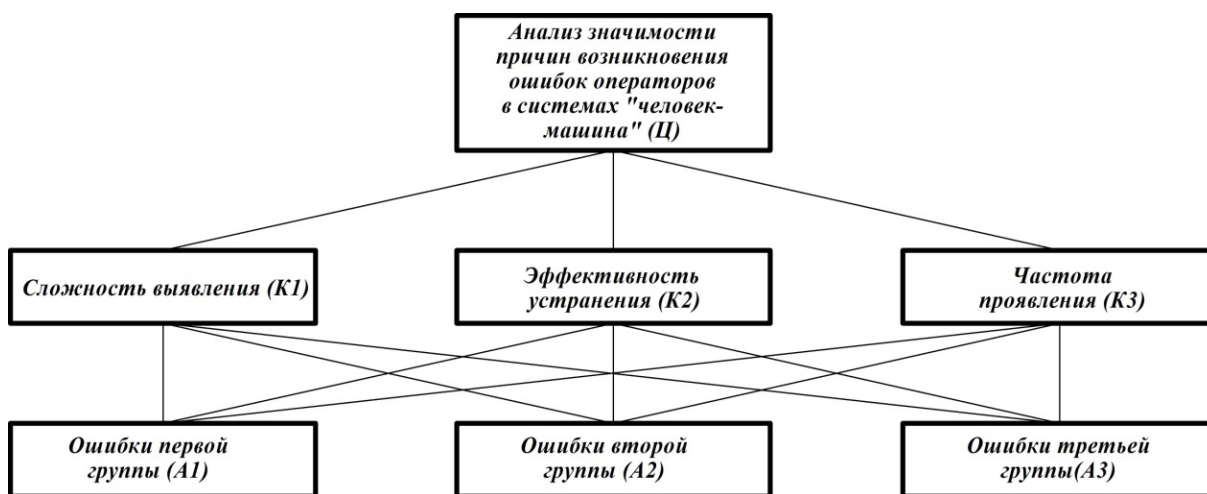 Анализ значимости
причин возникновения
ошибок операторов
в системах "человек-
машина" (Ц)
Сложность выявления (К1)
Эффективность
устранения (К2)
Частота
проявления (К3)
Ошибки первой
группы (А1)
Ошибки второй
группы (А2)
Ошибки третьей
группы(А3)